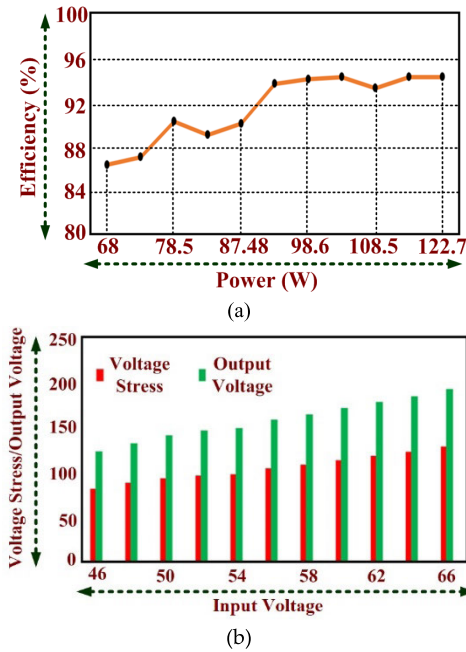 100
96
92
88
84
80
Efficiency (%)
68 78.5 87.48 98.6 108.5 122.7
Power (W)
(a)
250
200
150
100
50
0
Voltage Stress/Output Voltage
Voltage Stress
Output Voltage
46 50 54 58 62 66
Input Voltage
(b)